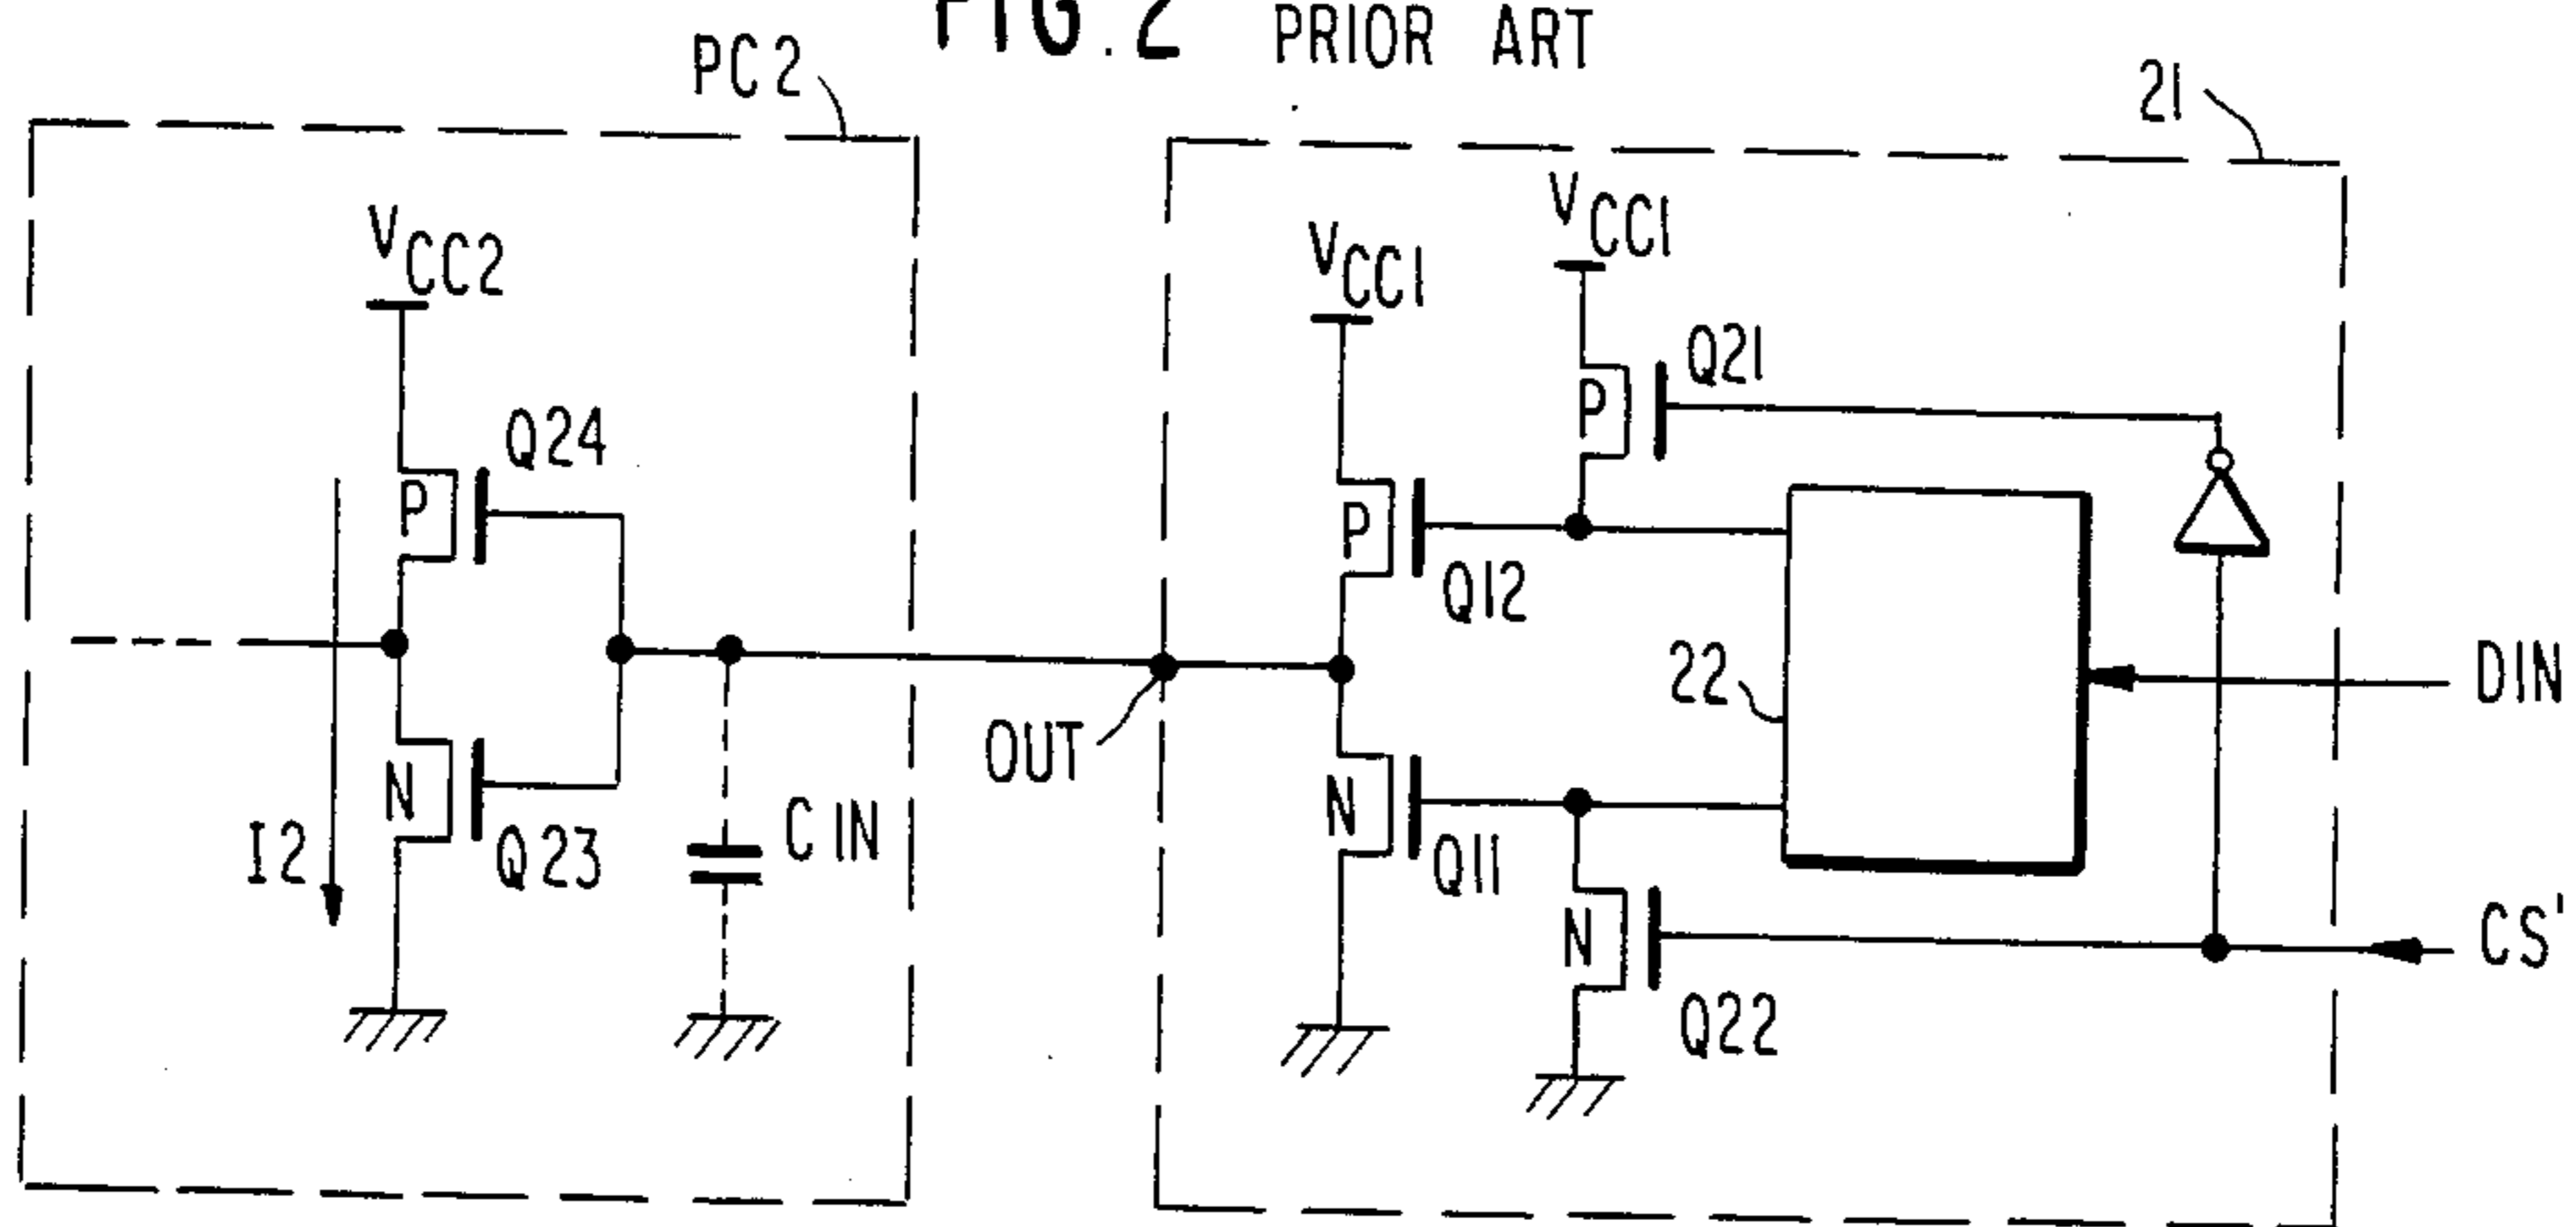 FIG. 2 PRIOR ART
PC2
21
VCC2
VCC1
VCC1
Q24
P
Q21
P
P
Q12
22
DIN
OUT
N
Q23
I2
C IN
N
Q11
N
Q22
CS'